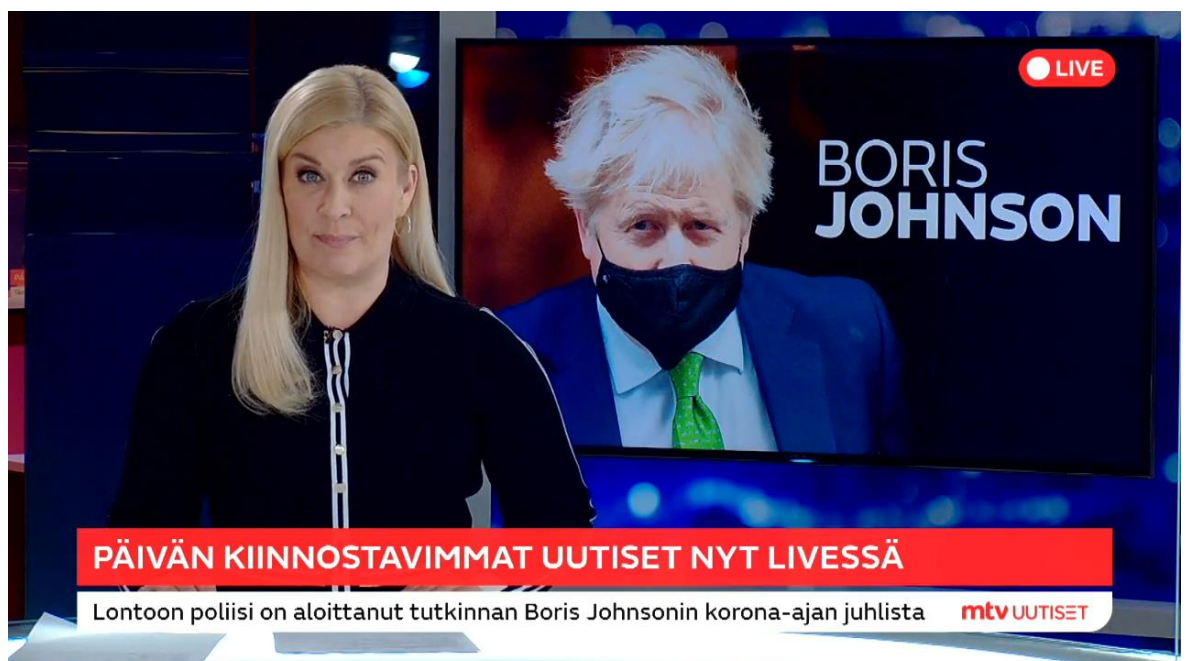 LIVE
BORIS
JOHNSON
PÄIVÄN KIINNOSTAVIMMAT UUTISET NYT LIVESSÄ
Lontoon poliisi on aloittanut tutkinnan Boris Johnsonin korona-ajan juhlista
mtv UUTISET